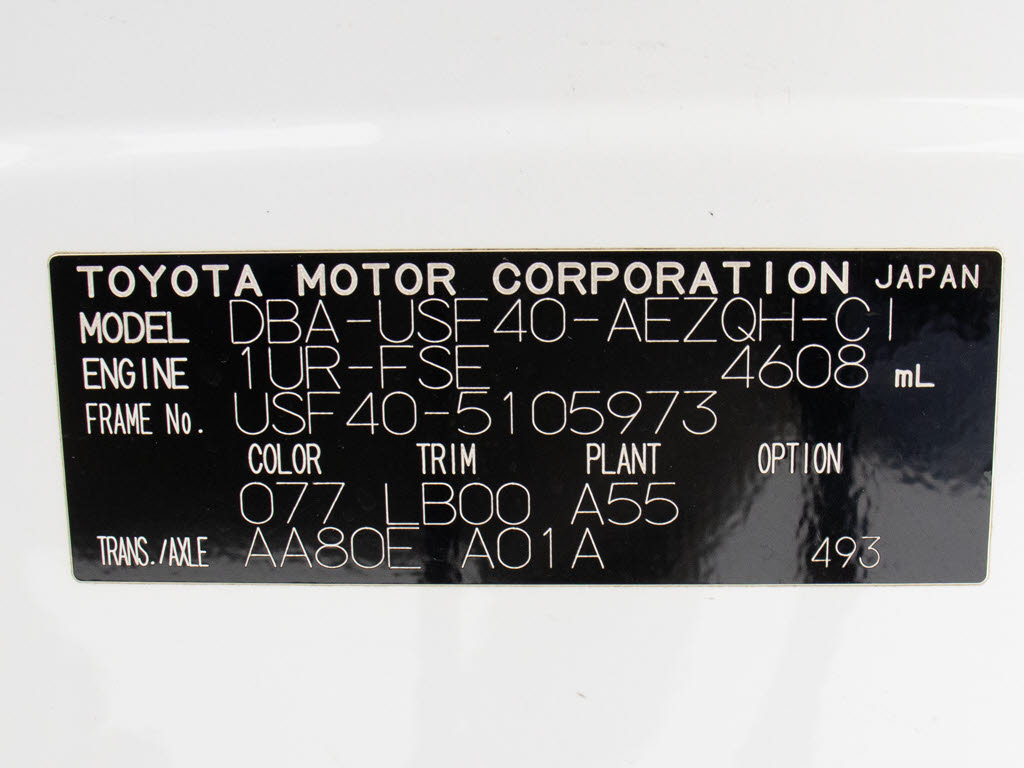 TOYOTA MOTOR CORPORATION JAPAN
MODEL DBA-USF40-AEZQH-CI
ENGINE 1UR-FSE 4608 mL
FRAME No. USF40-5105973
COLOR TRIM PLANT OPTION
077 LB00 A55
TRANS./AXLE AA80E A01A 493